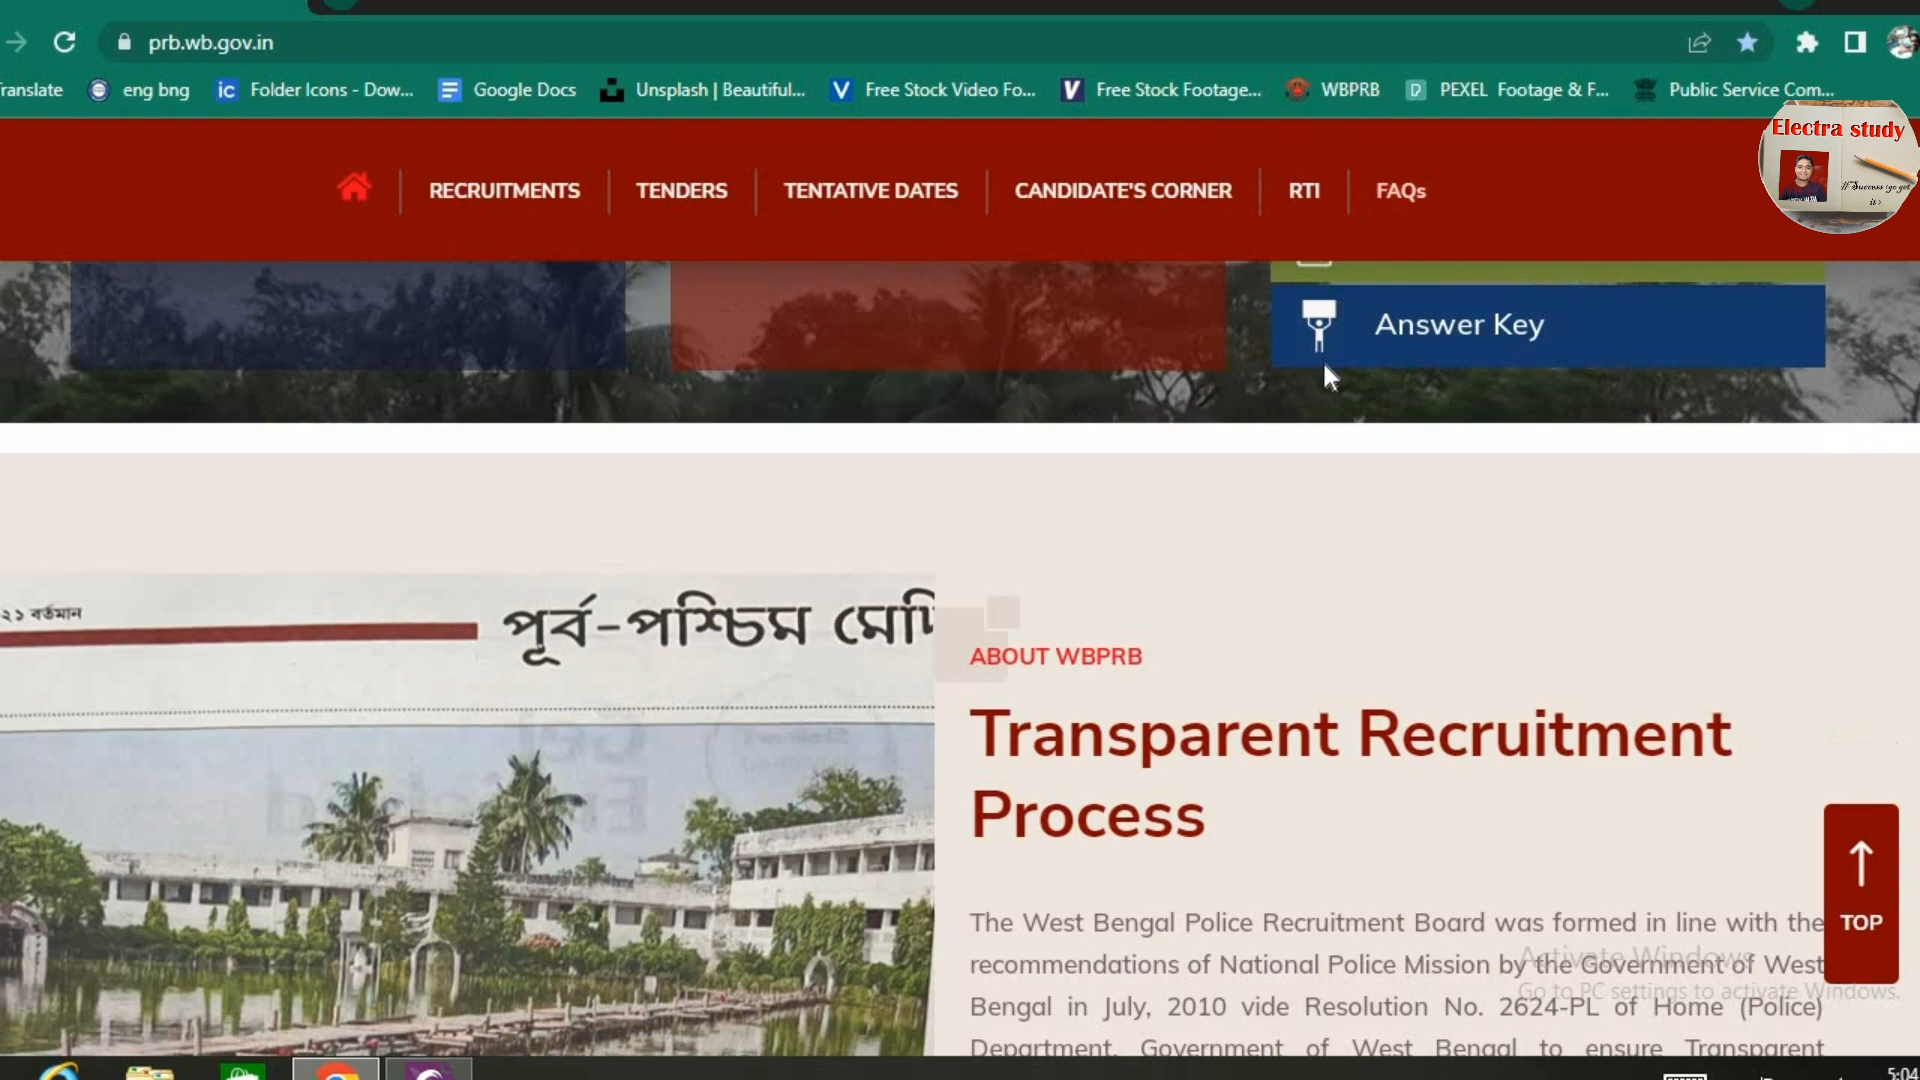 prb.wb.gov.in
ranslate
eng bng
ic
Folder Icons - Dow...
Google Docs
Unsplash | Beautiful...
V
Free Stock Video Fo...
V
Free Stock Footage...
WBPRB
PEXEL Footage & F...
Public Service Com...
Electra study
RECRUITMENTS
TENDERS
TENTATIVE DATES
CANDIDATE'S CORNER
RTI
FAQs
Answer Key
২১ বর্তমান
পূর্ব-পশ্চিম মেদি
ABOUT WBPRB
Transparent Recruitment
Process
The West Bengal Police Recruitment Board was formed in line with the
recommendations of National Police Mission by the Government of West
Bengal in July, 2010 vide Resolution No. 2624-PL of Home (Police)
Department, Government of West Bengal to ensure Transparent
TOP
Activate Windows
Go to PC settings to activate Windows.
5:04